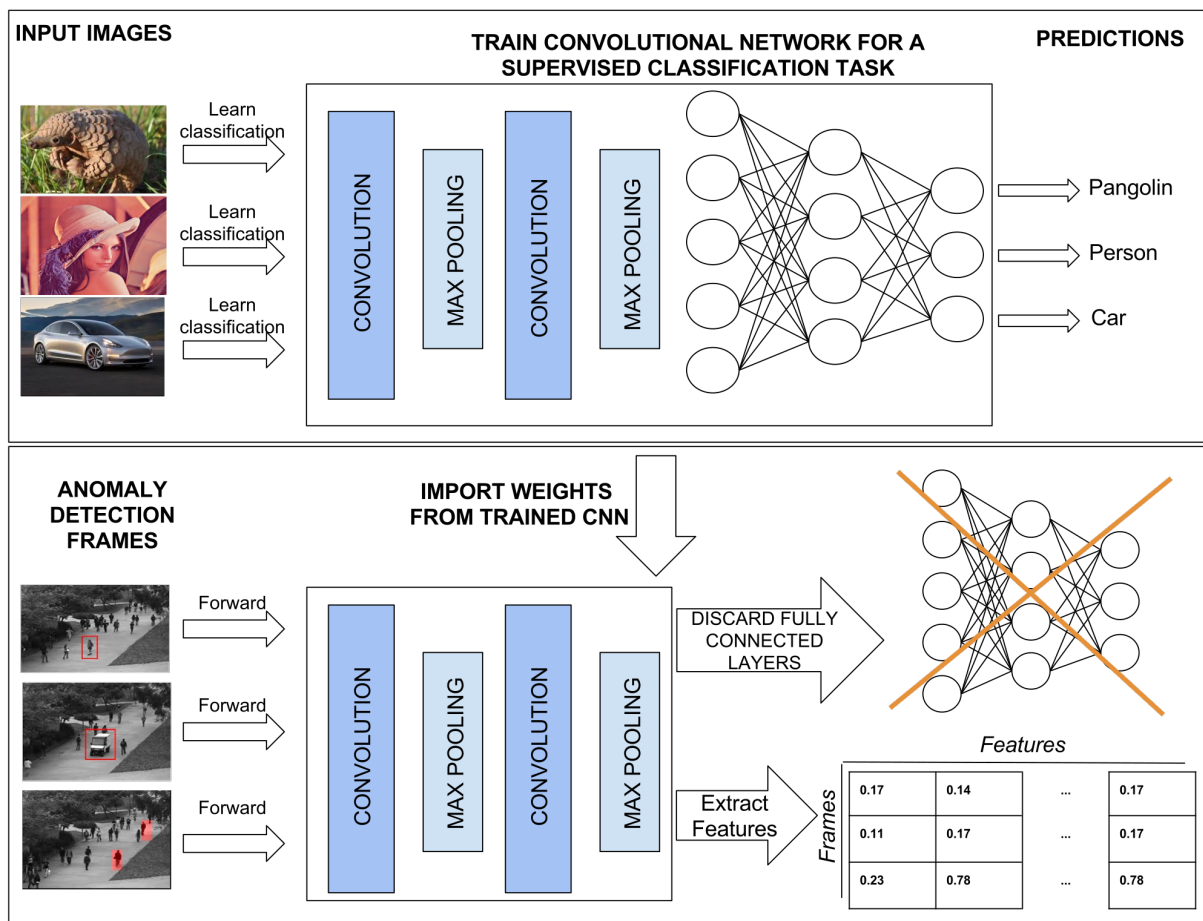 INPUT IMAGES
TRAIN CONVOLUTIONAL NETWORK FOR A
SUPERVISED CLASSIFICATION TASK
PREDICTIONS
Learn
classification
Learn
classification
Learn
classification
CONVOLUTION
MAX POOLING
CONVOLUTION
MAX POOLING
Pangolin
Person
Car
ANOMALY
DETECTION
FRAMES
IMPORT WEIGHTS
FROM TRAINED CNN
Forward
Forward
Forward
CONVOLUTION
MAX POOLING
CONVOLUTION
MAX POOLING
DISCARD FULLY
CONNECTED
LAYERS
Extract
Features
Features
Frames
0.17 0.14 ... 0.17
0.11 0.17 ... 0.17
0.23 0.78 ... 0.78